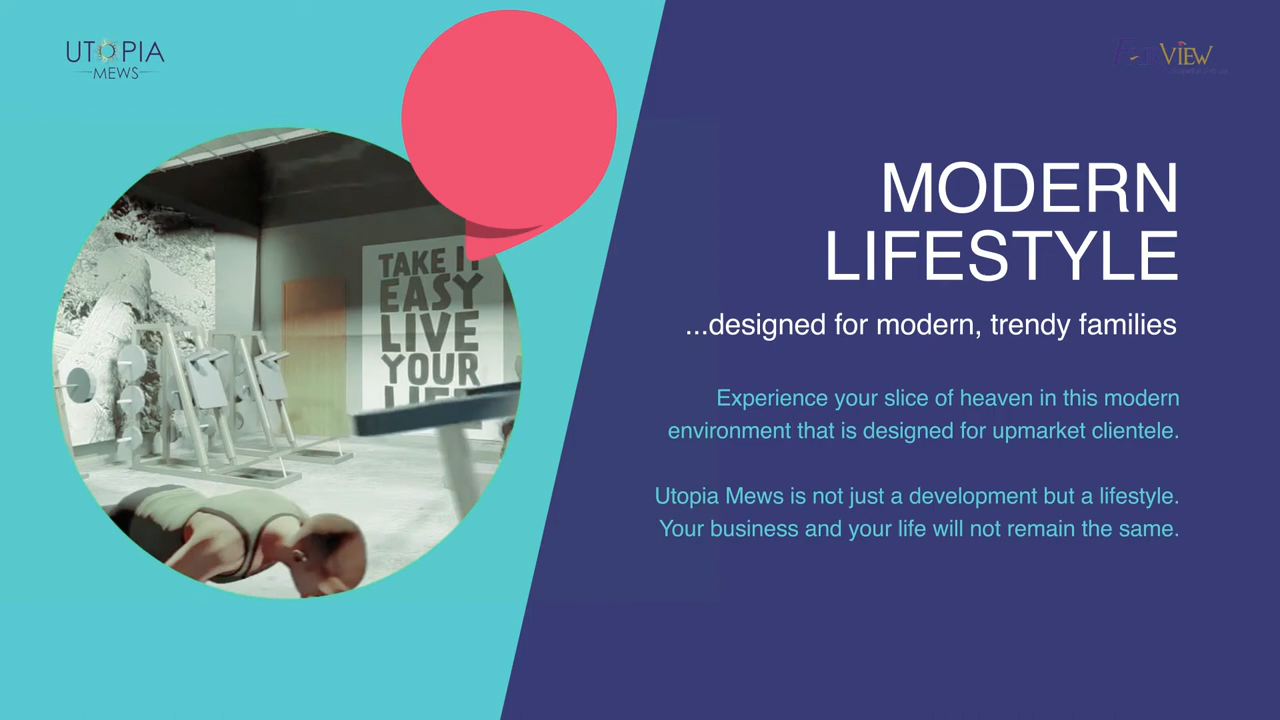 UTOPIA
MEWS
VIEW
TAKE IT
EASY
LIVE
YOUR
LIFE
MODERN
LIFESTYLE
...designed for modern, trendy families
Experience your slice of heaven in this modern
environment that is designed for upmarket clientele.
Utopia Mews is not just a development but a lifestyle.
Your business and your life will not remain the same.